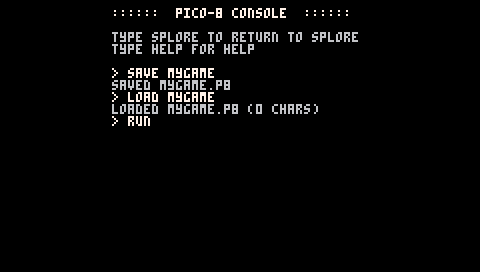 :::::: PICO-8 CONSOLE ::::::
TYPE SPLORE TO RETURN TO SPLORE
TYPE HELP FOR HELP
> SAVE MYGAME
SAVED MYGAME.P8
> LOAD MYGAME
LOADED MYGAME.P8 (0 CHARS)
> RUN